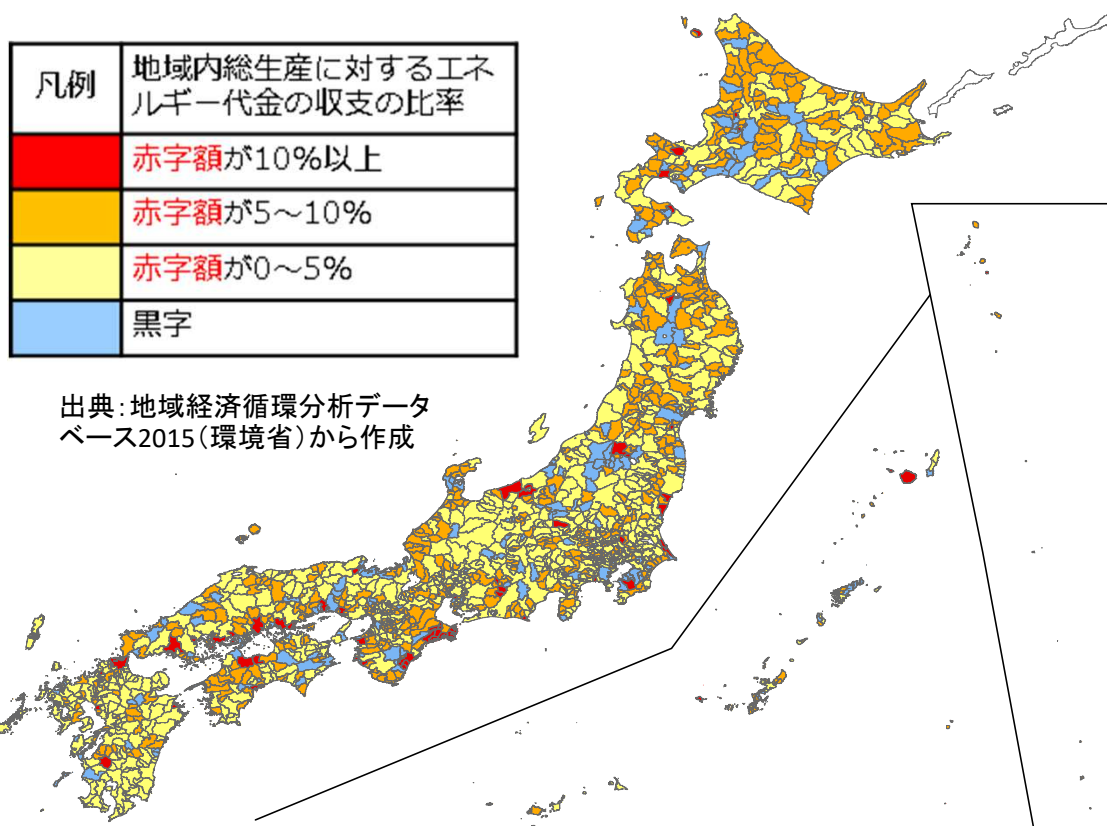 凡例
地域内総生産に対するエネ
ルギー代金の収支の比率
赤字額が10%以上
赤字額が5～10%
赤字額が0～5%
黒字
出典：地域経済循環分析データ
ベース2015（環境省）から作成